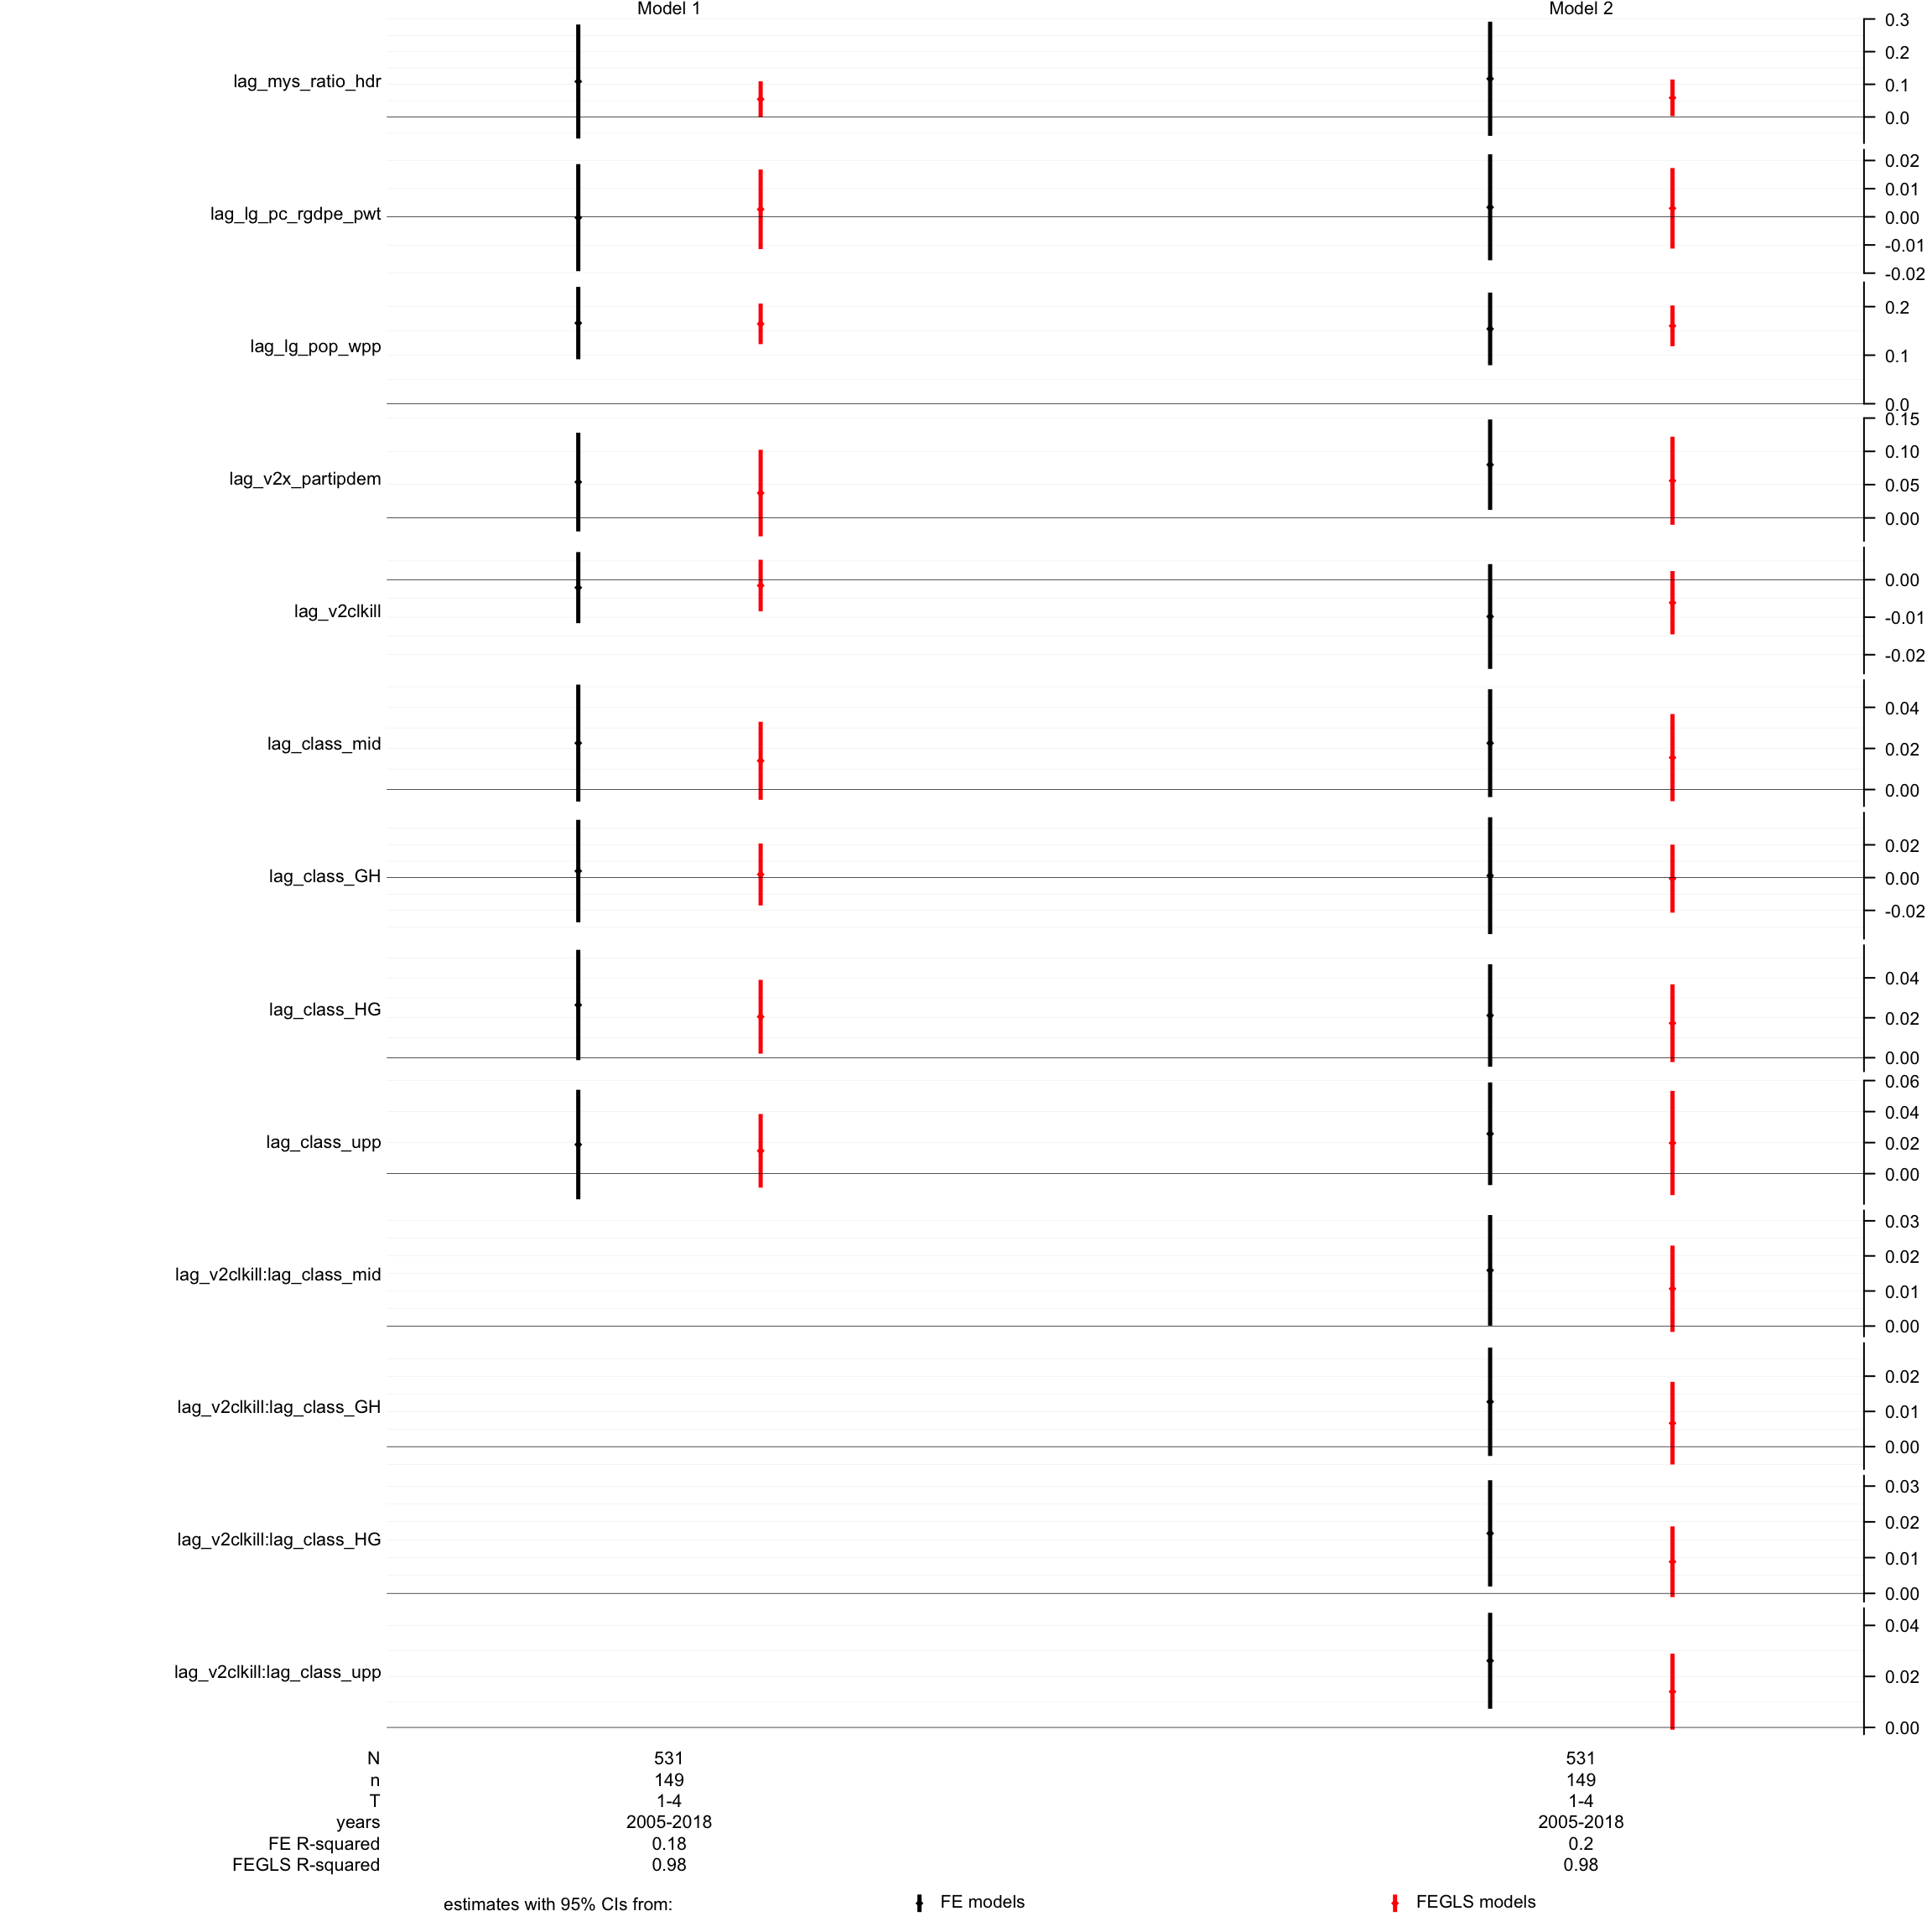 Model 1 Model 2
lag_mys_ratio_hdr
0.3
0.2
0.1
0.0
lag_lg_pc_rgdpe_pwt
0.02
0.01
0.00
-0.01
-0.02
lag_lg_pop_wpp
0.2
0.1
0.0
lag_v2x_partipdem
0.15
0.10
0.05
0.00
lag_v2clkill
0.00
-0.01
-0.02
lag_class_mid
0.04
0.02
0.00
lag_class_GH
0.02
0.00
-0.02
lag_class_HG
0.04
0.02
0.00
lag_class_upp
0.06
0.04
0.02
0.00
lag_v2clkill:lag_class_mid
0.03
0.02
0.01
0.00
lag_v2clkill:lag_class_GH
0.02
0.01
0.00
lag_v2clkill:lag_class_HG
0.03
0.02
0.01
0.00
lag_v2clkill:lag_class_upp
0.04
0.02
0.00
N 531 531
n 149 149
T 1-4 1-4
years 2005-2018 2005-2018
FE R-squared 0.18 0.2
FEGLS R-squared 0.98 0.98
estimates with 95% CIs from: FE models FEGLS models